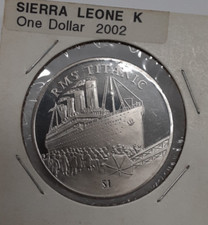 SIERRA LEONE K
One Dollar 2002
RMS TITANIC
$1